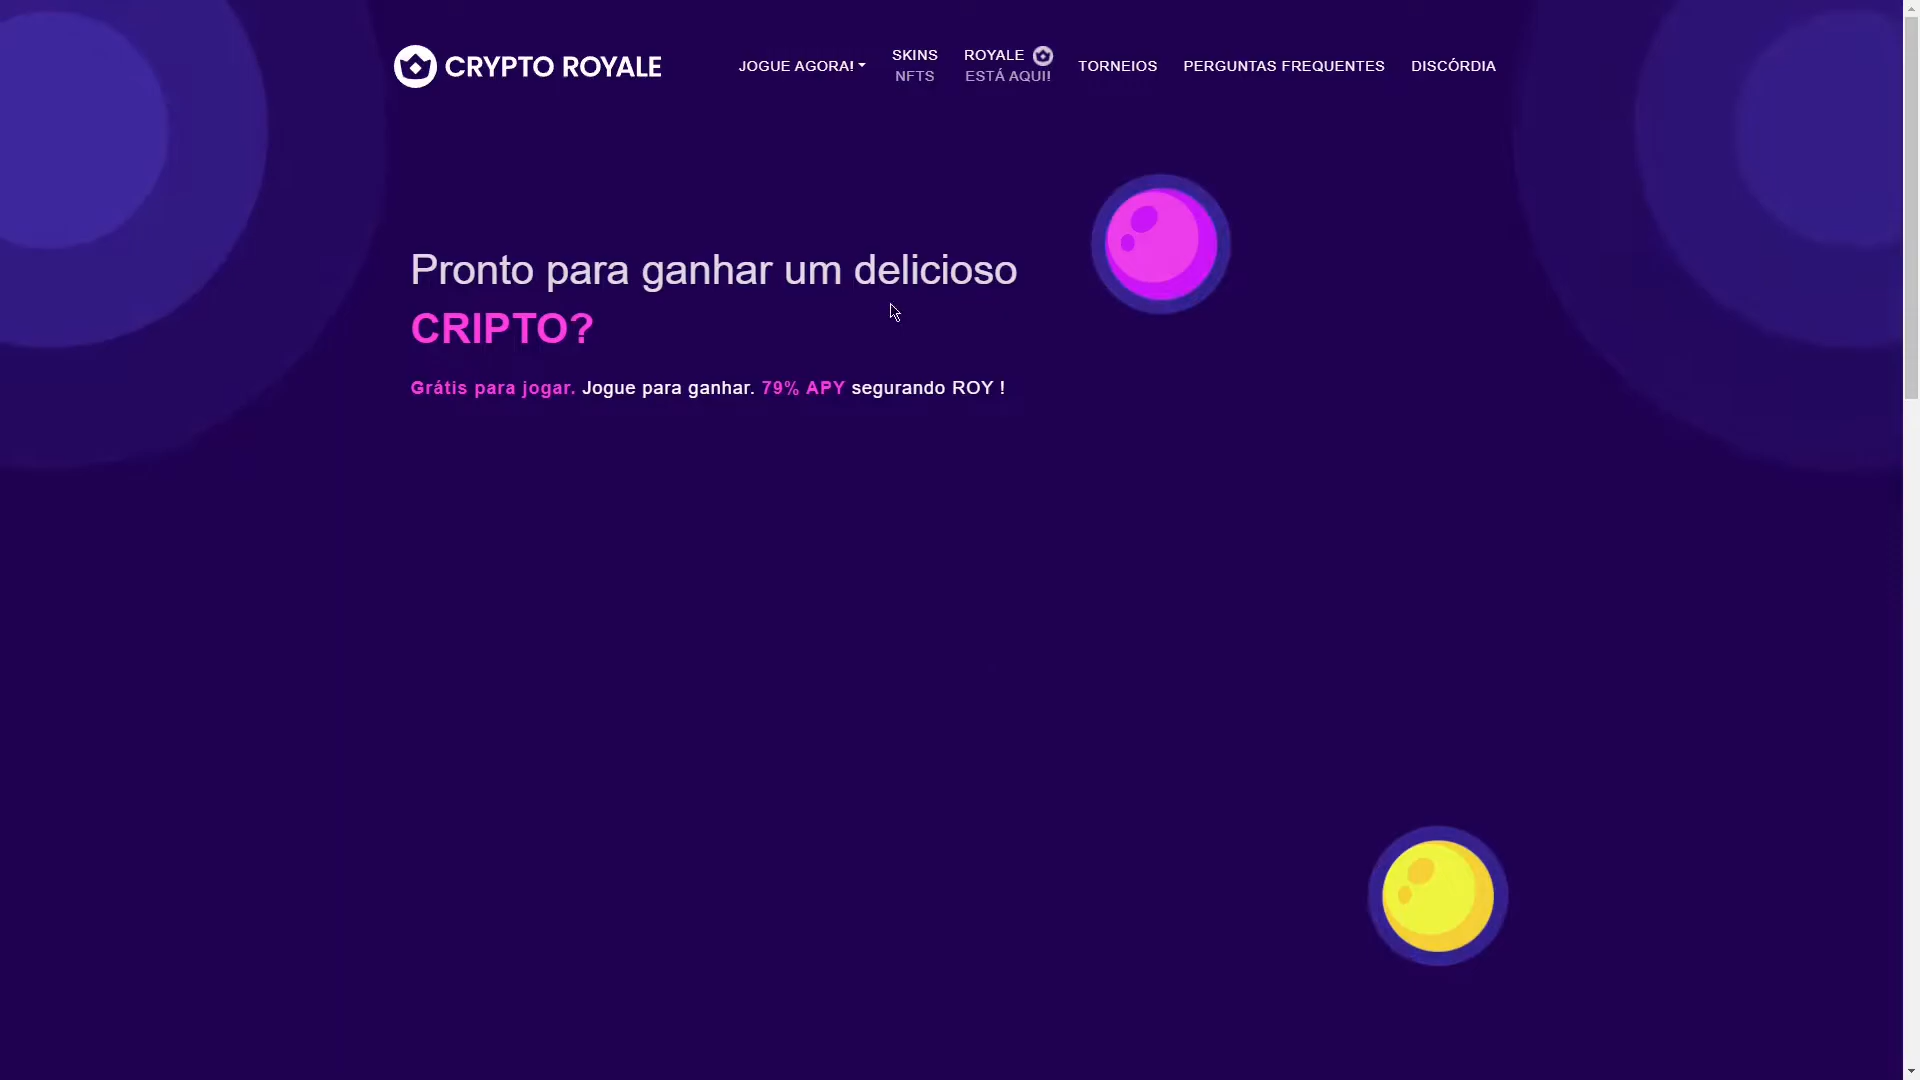 CRYPTO ROYALE
JOGUE AGORA!
SKINS
NFTS
ROYALE
ESTÁ AQUI!
TORNEIOS
PERGUNTAS FREQUENTES
DISCÓRDIA
Pronto para ganhar um delicioso
CRIPTO?
Grátis para jogar. Jogue para ganhar. 79% APY segurando ROY !